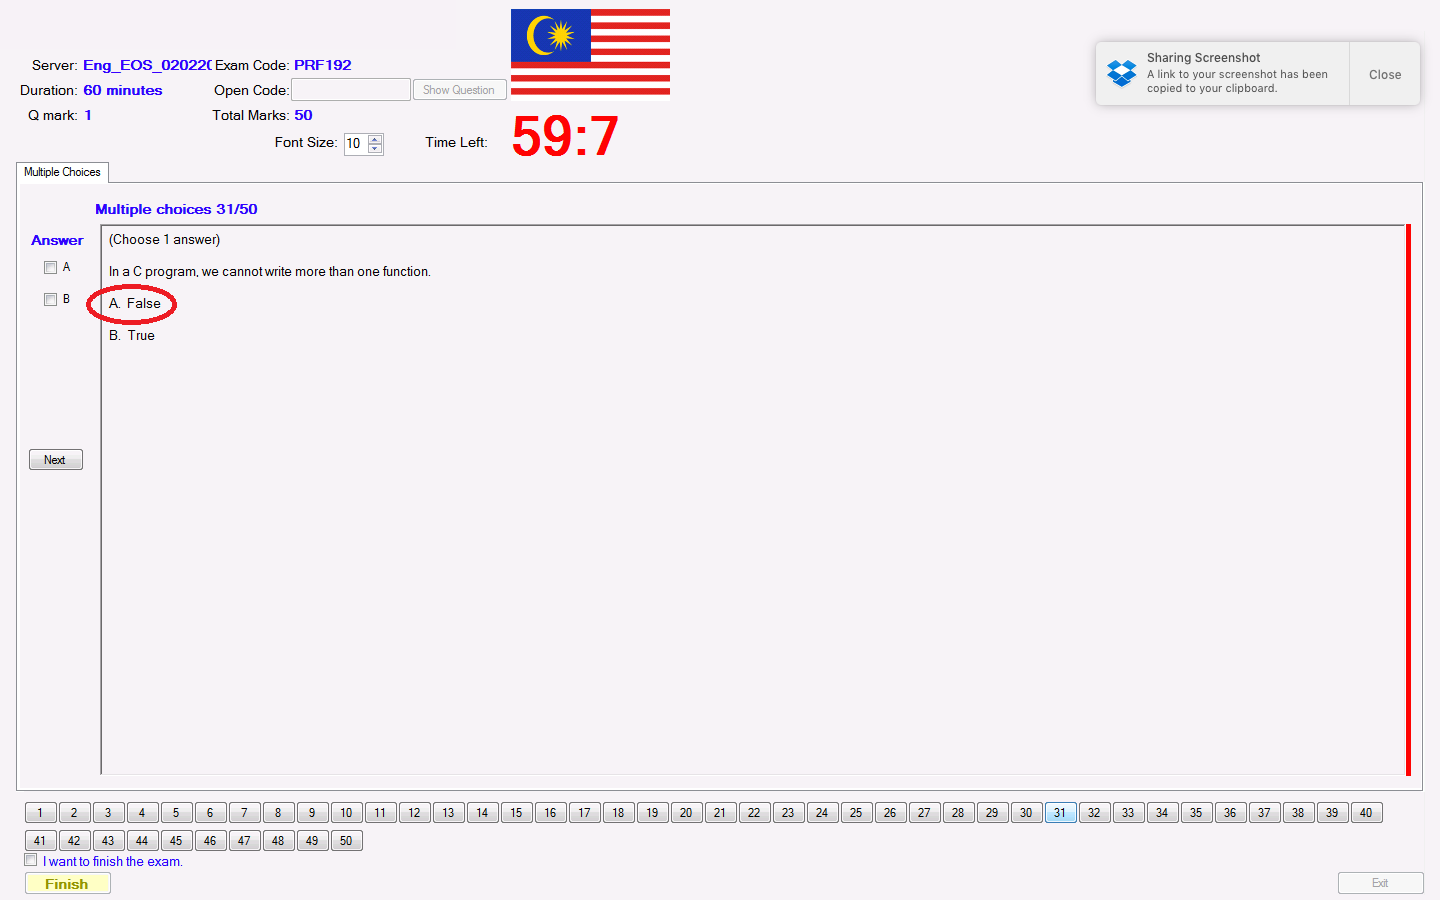 Server: Eng_EOS_020220 Exam Code: PRF192
Duration: 60 minutes Open Code: Show Question
Q mark: 1 Total Marks: 50
Font Size: 10 Time Left: 59:7
Sharing Screenshot
A link to your screenshot has been
copied to your clipboard.
Close
Multiple Choices
Multiple choices 31/50
Answer
A
B
(Choose 1 answer)
In a C program, we cannot write more than one function.
A. False
B. True
Next
1 2 3 4 5 6 7 8 9 10 11 12 13 14 15 16 17 18 19 20 21 22 23 24 25 26 27 28 29 30 31 32 33 34 35 36 37 38 39 40
41 42 43 44 45 46 47 48 49 50
I want to finish the exam.
Finish
Exit